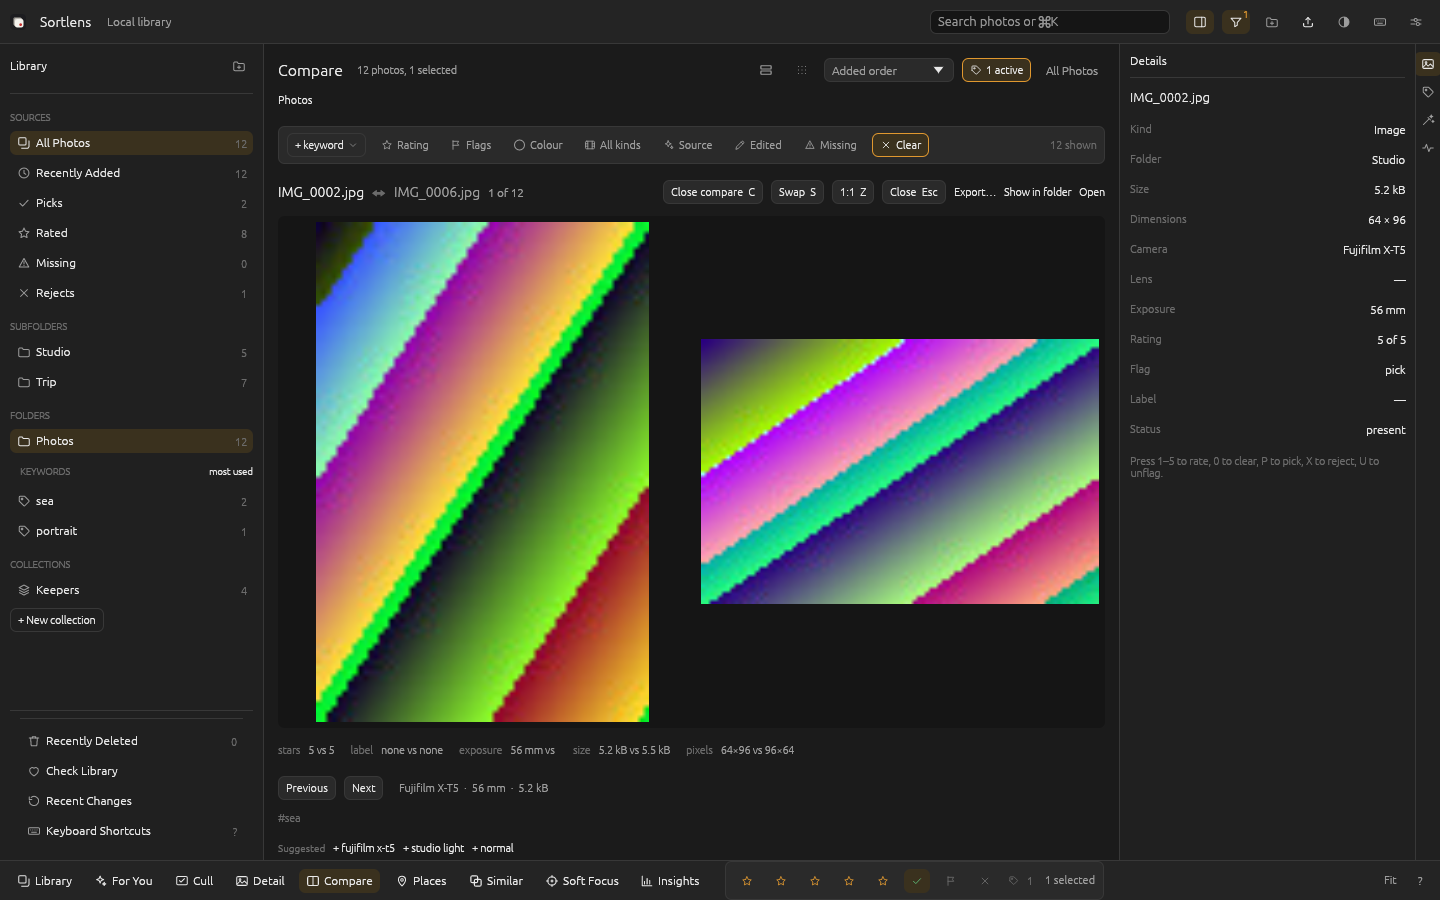 Sortlens Local library
Search photos or ⌘K
Library
SOURCES
All Photos 12
Recently Added 12
Picks 2
Rated 8
Missing 0
Rejects 1
SUBFOLDERS
Studio 5
Trip 7
FOLDERS
Photos 12
KEYWORDS most used
sea 2
portrait 1
COLLECTIONS
Keepers 4
+ New collection
Recently Deleted 0
Check Library
Recent Changes
Keyboard Shortcuts ?
Compare 12 photos, 1 selected
Added order 1 active All Photos
Photos
+ keyword Rating Flags Colour All kinds Source Edited Missing Clear 12 shown
IMG_0002.jpg IMG_0006.jpg 1 of 12
Close compare C Swap S 1:1 Z Close Esc Export... Show in folder Open
stars 5 vs 5 label none vs none exposure 56 mm vs size 5.2 kB vs 5.5 kB pixels 64×96 vs 96×64
Previous Next Fujifilm X-T5 · 56 mm · 5.2 kB
#sea
Suggested + fujifilm x-t5 + studio light + normal
Details
IMG_0002.jpg
Kind Image
Folder Studio
Size 5.2 kB
Dimensions 64 × 96
Camera Fujifilm X-T5
Lens —
Exposure 56 mm
Rating 5 of 5
Flag pick
Label —
Status present
Press 1–5 to rate, 0 to clear, P to pick, X to reject, U to
unflag.
Library For You Cull Detail Compare Places Similar Soft Focus Insights
1 1 selected
Fit ?